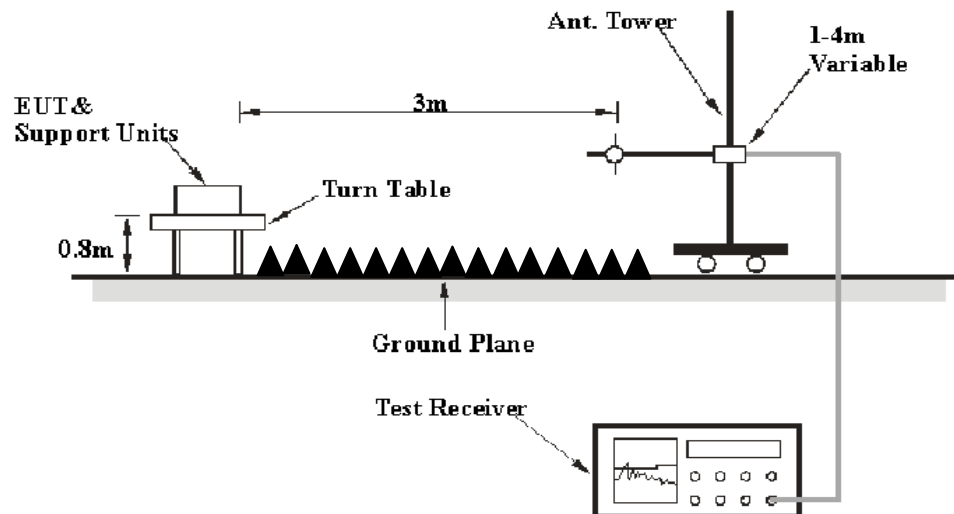 Ant. Tower
1-4m
Variable
3m
EUT&
Support Units
Turn Table
0.8m
Ground Plane
Test Receiver